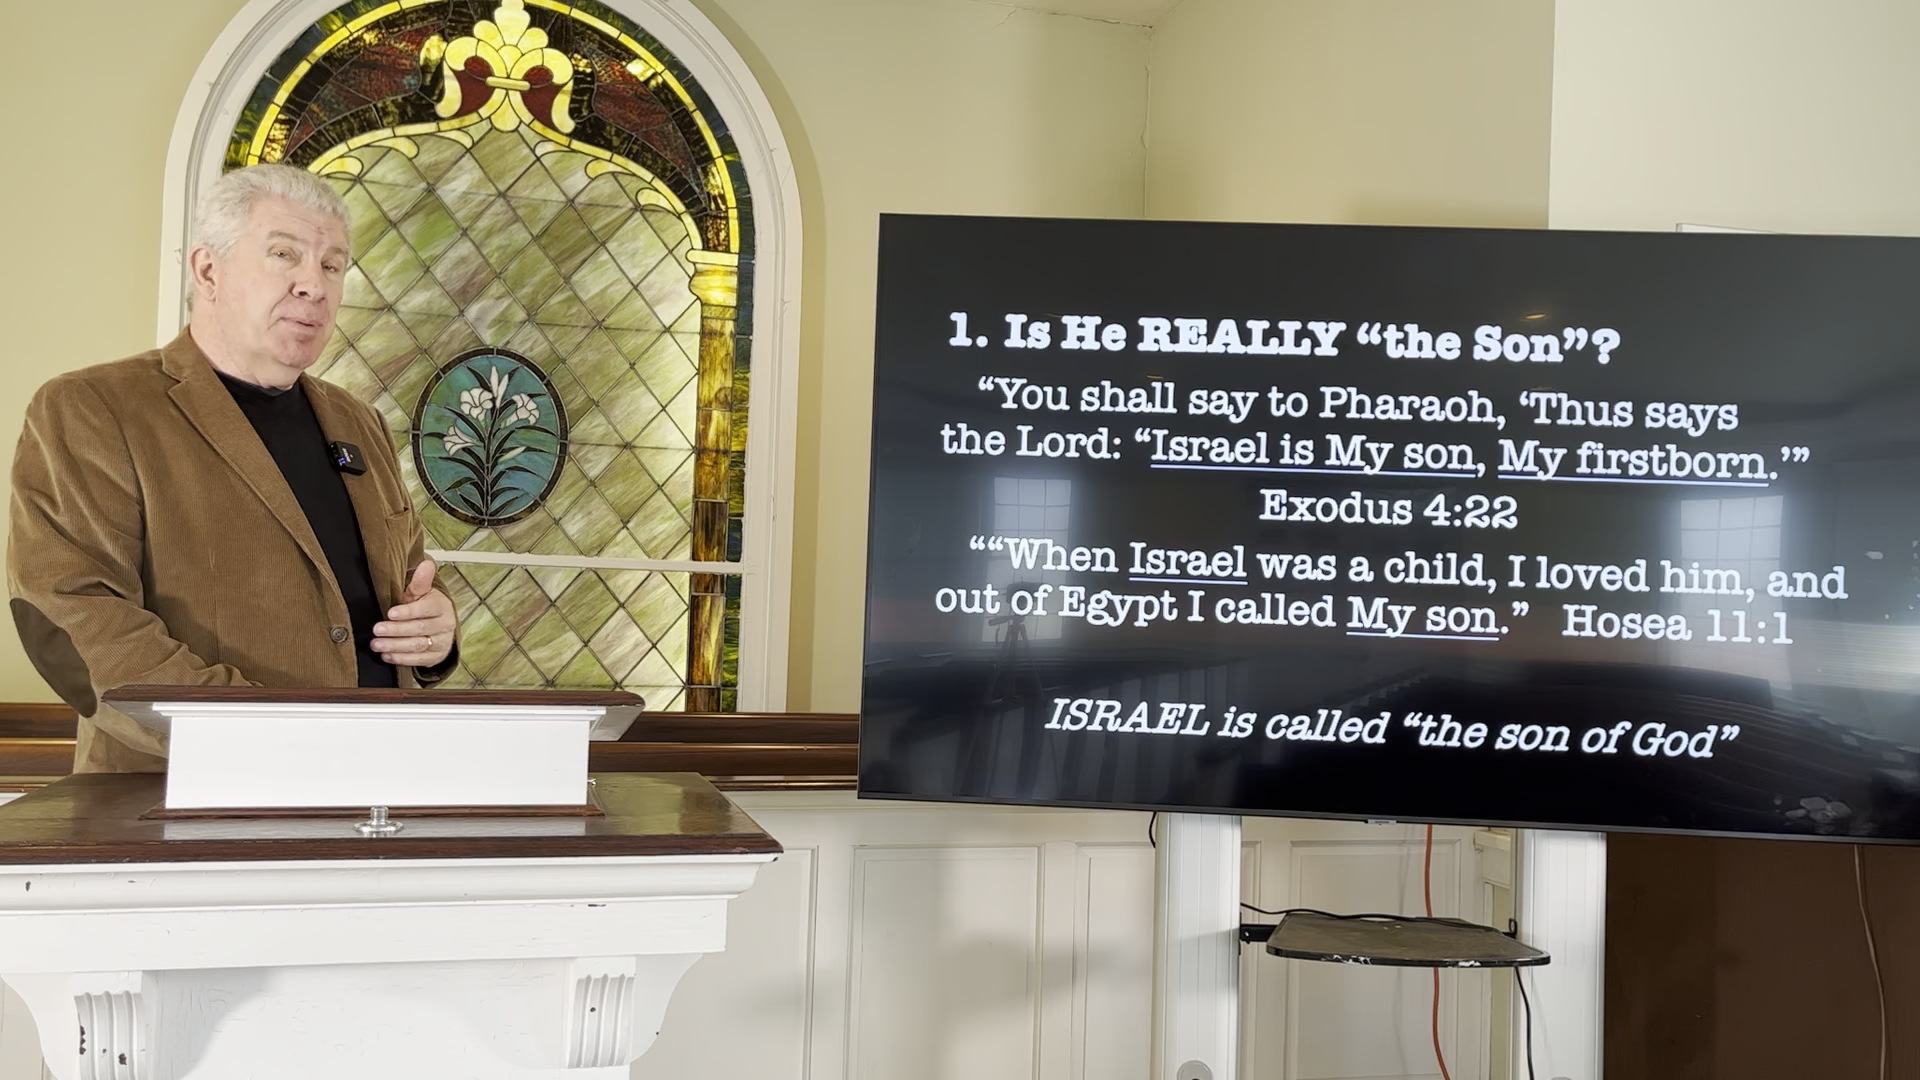 1. Is He REALLY “the Son”?
“You shall say to Pharaoh, ‘Thus says
the Lord: “Israel is My son, My firstborn.’”
Exodus 4:22
““When Israel was a child, I loved him, and
out of Egypt I called My son.” Hosea 11:1
ISRAEL is called “the son of God”